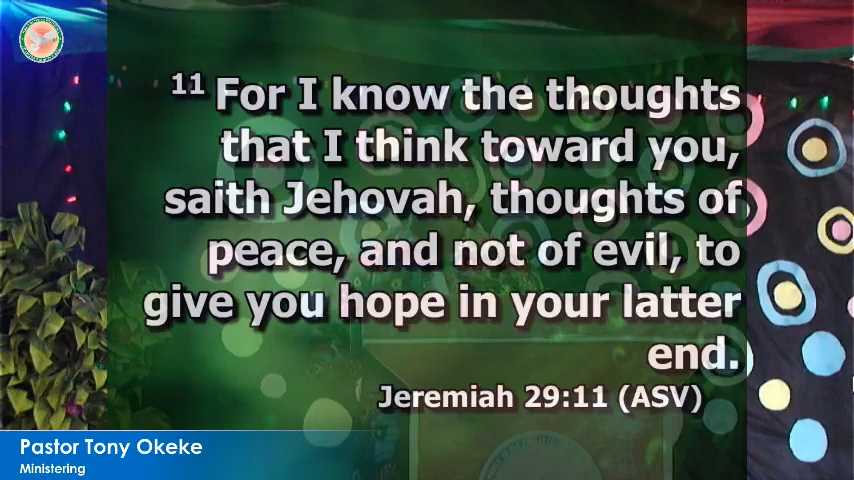 11 For I know the thoughts
that I think toward you,
saith Jehovah, thoughts of
peace, and not of evil, to
give you hope in your latter
end.
Jeremiah 29:11 (ASV)
Pastor Tony Okeke
Ministering